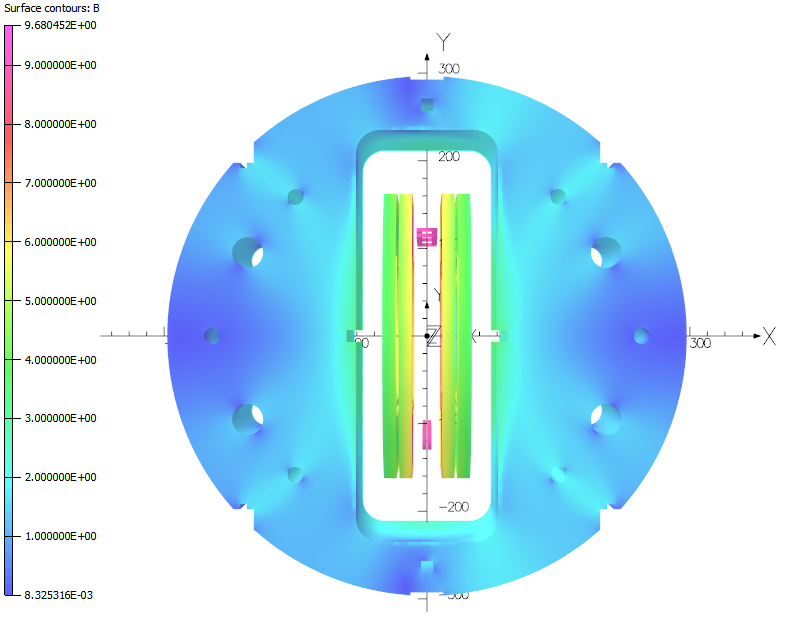 Surface contours: B
9.680452E+00
9.000000E+00
8.000000E+00
7.000000E+00
6.000000E+00
5.000000E+00
4.000000E+00
3.000000E+00
2.000000E+00
1.000000E+00
8.325316E-03
Y
300
200
Y
Z
X
300
-200